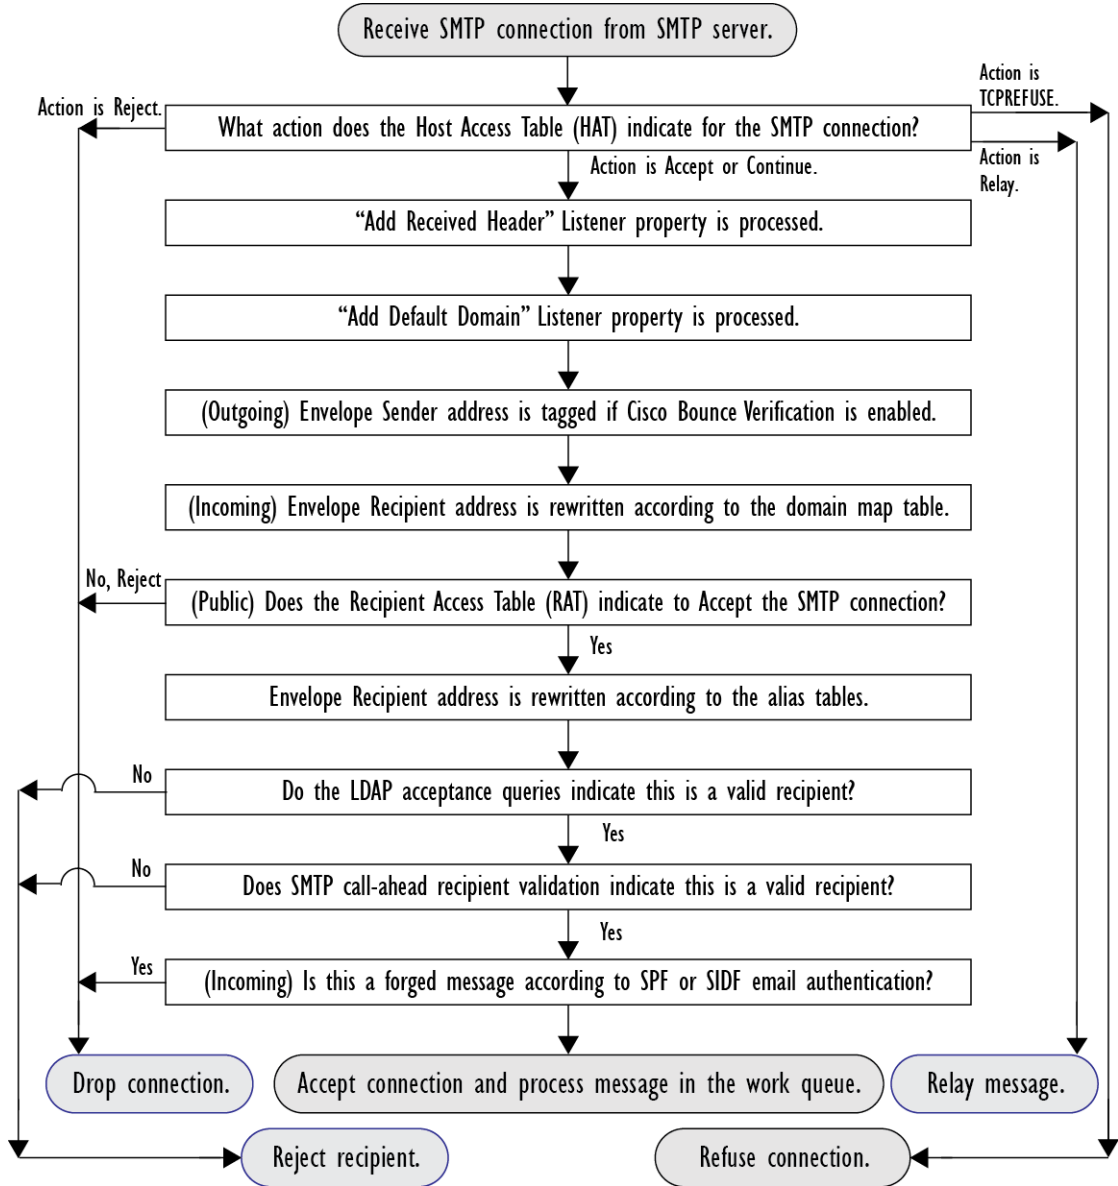 Receive SMTP connection from SMTP server.
Action is
TCPREFUSE.
Action is Reject.
What action does the Host Access Table (HAT) indicate for the SMTP connection?
Action is Accept or Continue.
Action is
Relay.
“Add Received Header” Listener property is processed.
“Add Default Domain” Listener property is processed.
(Outgoing) Envelope Sender address is tagged if Cisco Bounce Verification is enabled.
(Incoming) Envelope Recipient address is rewritten according to the domain map table.
No, Reject
(Public) Does the Recipient Access Table (RAT) indicate to Accept the SMTP connection?
Yes
Envelope Recipient address is rewritten according to the alias tables.
No
Do the LDAP acceptance queries indicate this is a valid recipient?
Yes
No
Does SMTP call-ahead recipient validation indicate this is a valid recipient?
Yes
Yes
(Incoming) Is this a forged message according to SPF or SIDF email authentication?
Drop connection.
Accept connection and process message in the work queue.
Relay message.
Reject recipient.
Refuse connection.